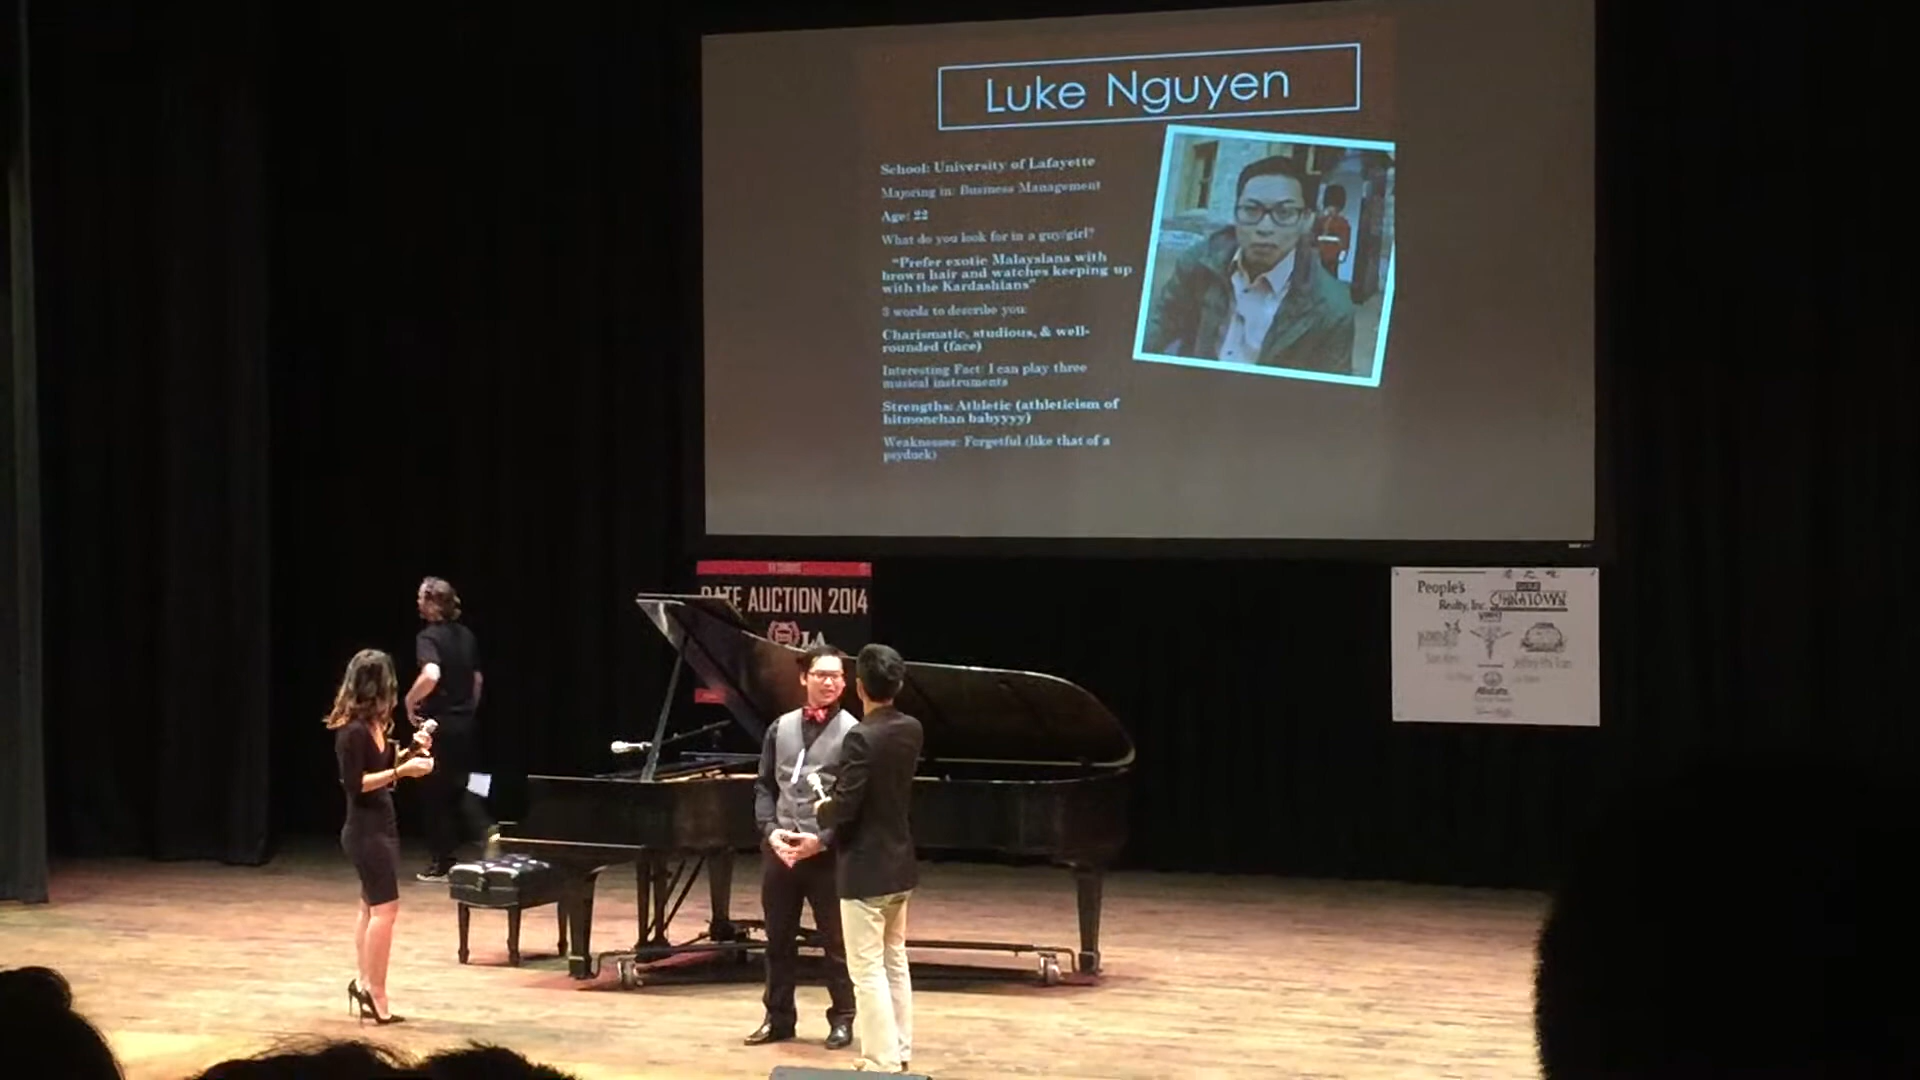 Luke Nguyen
School: University of Lafayette
Majoring in: Business Management
Age: 22
What do you look for in a guy/girl?
"Prefer exotic Malaysians with
brown hair and watches keeping up
with the Kardashians"
3 words to describe you:
Charismatic, studious, & well-
rounded (face)
Interesting Fact: I can play three
musical instruments
Strengths: Athletic (athleticism of
hitmonchan babyyyy)
Weaknesses: Forgetful (like that of a
psyduck)
DATE AUCTION 2014
LA
People's
Realty, Inc.
CHINATOWN
Allstate